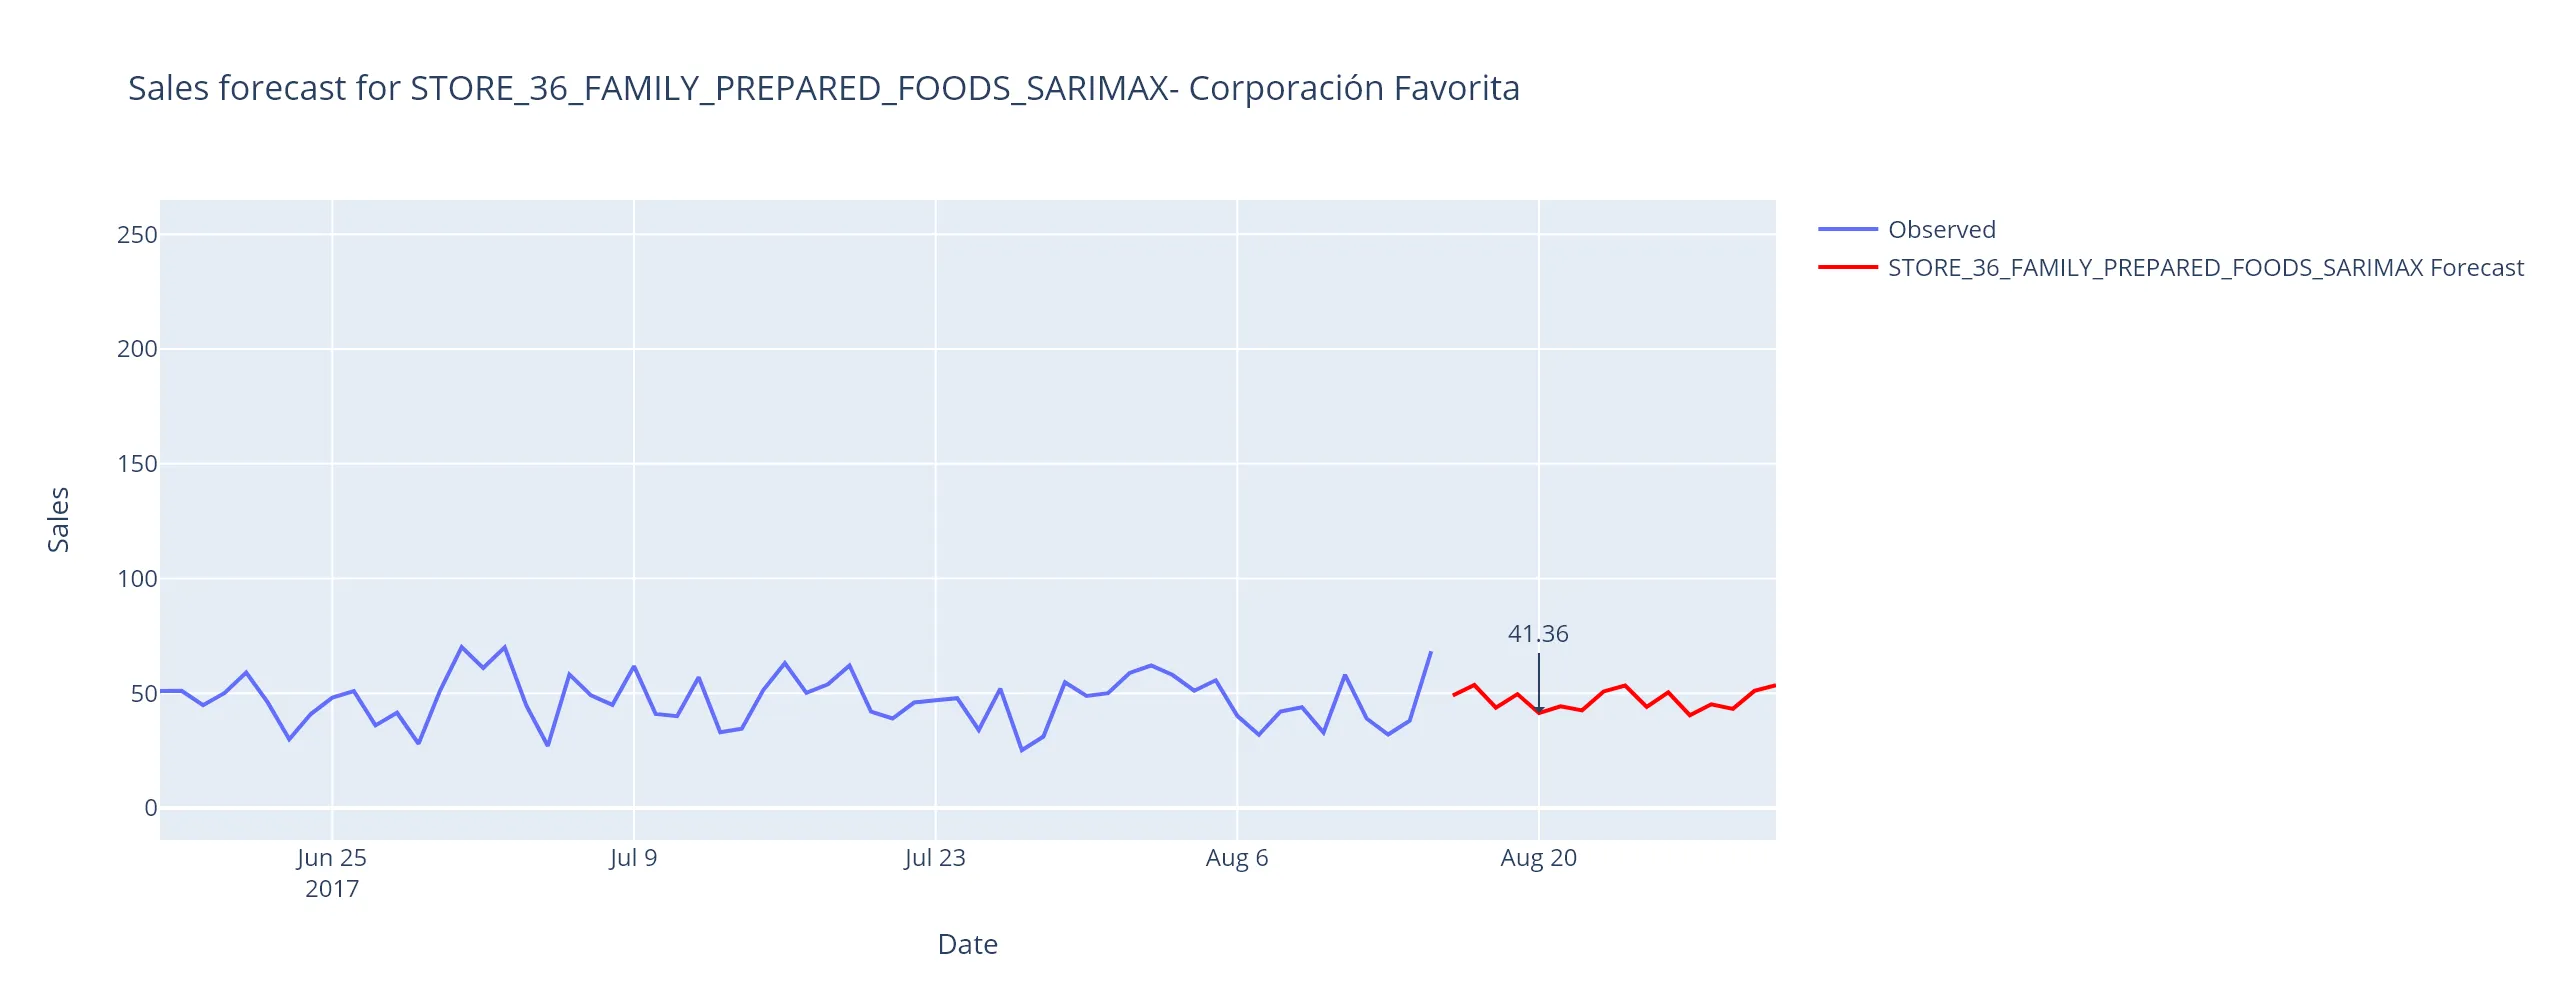 Sales forecast for STORE_36_FAMILY_PREPARED_FOODS_SARIMAX- Corporación Favorita
Observed
STORE_36_FAMILY_PREPARED_FOODS_SARIMAX Forecast
Sales
250
200
150
100
50
0
41.36
Jun 25
2017
Jul 9
Jul 23
Aug 6
Aug 20
Date